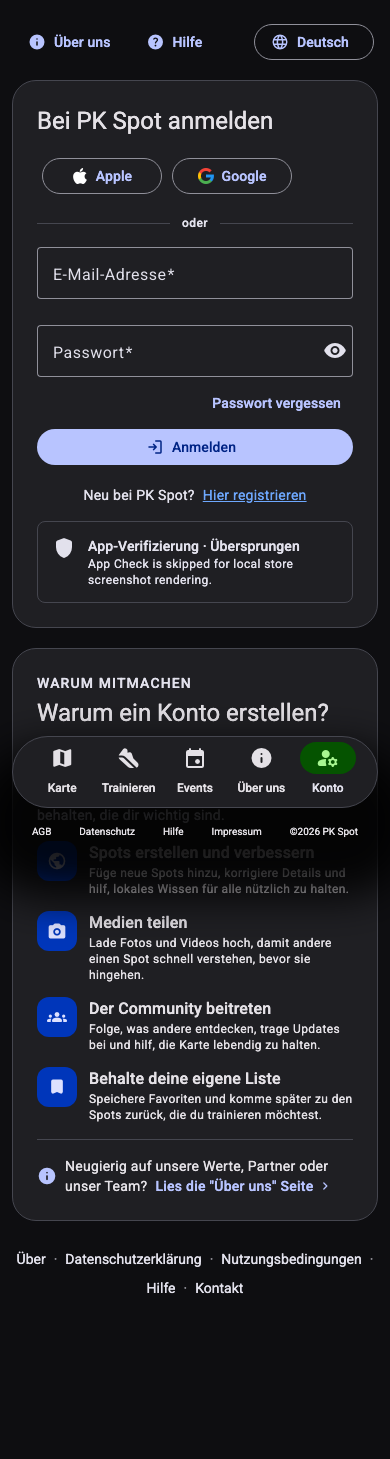 Über uns
Hilfe
Deutsch
Bei PK Spot anmelden
Apple
Google
oder
E-Mail-Adresse*
Passwort*
Passwort vergessen
Anmelden
Neu bei PK Spot? Hier registrieren
App-Verifizierung · Übersprungen
App Check is skipped for local store
screenshot rendering.
WARUM MITMACHEN
Warum ein Konto erstellen?
Karte
Trainieren
Events
Über uns
Konto
behalten, die dir wichtig sind.
AGB
Datenschutz
Hilfe
Impressum
©2026 PK Spot
Spots erstellen und verbessern
Füge neue Spots hinzu, korrigiere Details und
hilf, lokales Wissen für alle nützlich zu halten.
Medien teilen
Lade Fotos und Videos hoch, damit andere
einen Spot schnell verstehen, bevor sie
hingehen.
Der Community beitreten
Folge, was andere entdecken, trage Updates
bei und hilf, die Karte lebendig zu halten.
Behalte deine eigene Liste
Speichere Favoriten und komme später zu den
Spots zurück, die du trainieren möchtest.
Neugierig auf unsere Werte, Partner oder
unser Team? Lies die "Über uns" Seite
Über · Datenschutzerklärung · Nutzungsbedingungen ·
Hilfe · Kontakt